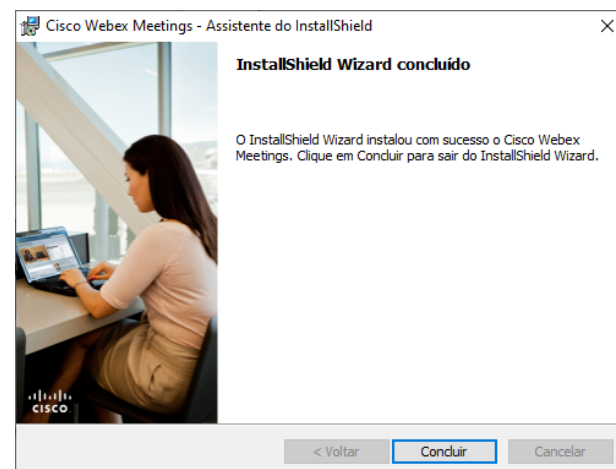 Cisco Webex Meetings - Assistente do InstallShield
InstallShield Wizard concluído
O InstallShield Wizard instalou com sucesso o Cisco Webex
Meetings. Clique em Concluir para sair do InstallShield Wizard.
CISCO
< Voltar
Concluir
Cancelar